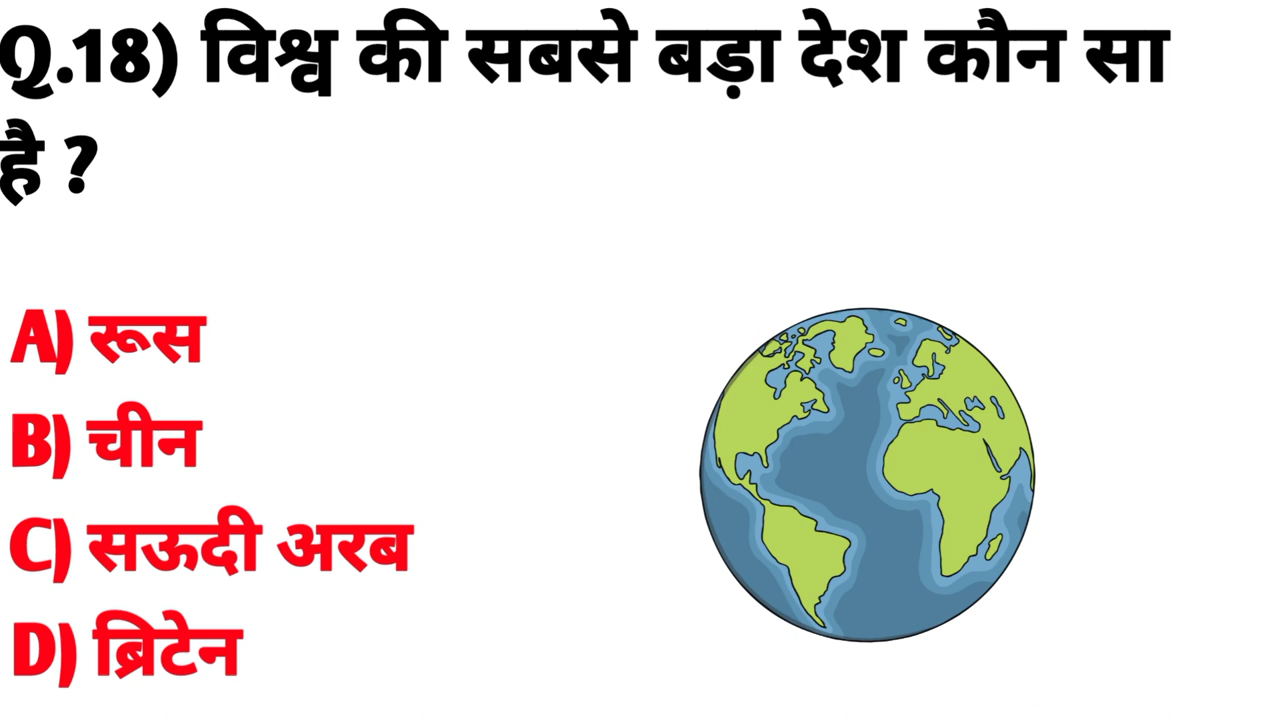 Q.18) विश्व की सबसे बड़ा देश कौन सा
है ?
A) रूस
B) चीन
C) सऊदी अरब
D) ब्रिटेन